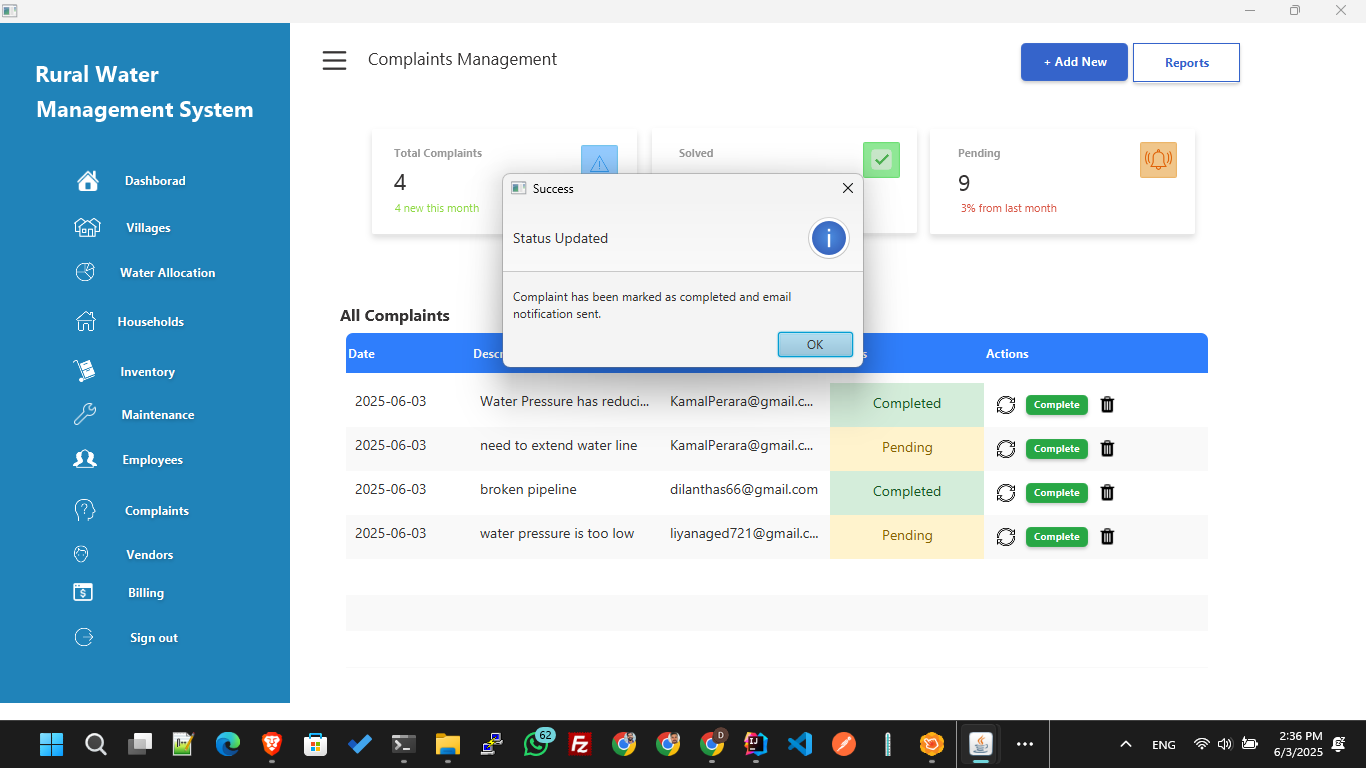 Rural Water
Management System
Dashborad
Villages
Water Allocation
Households
Inventory
Maintenance
Employees
Complaints
Vendors
Billing
Sign out
Complaints Management
+ Add New
Reports
Total Complaints
4
4 new this month
Solved
Pending
9
3% from last month
Success
Status Updated
Complaint has been marked as completed and email
notification sent.
OK
All Complaints
Date Descr s Actions
2025-06-03 Water Pressure has reduci... KamalPerara@gmail.c... Completed Complete
2025-06-03 need to extend water line KamalPerara@gmail.c... Pending Complete
2025-06-03 broken pipeline dilanthas66@gmail.com Completed Complete
2025-06-03 water pressure is too low liyanaged721@gmail.c... Pending Complete
62
FZ
D
IJ
ENG
2:36 PM
6/3/2025